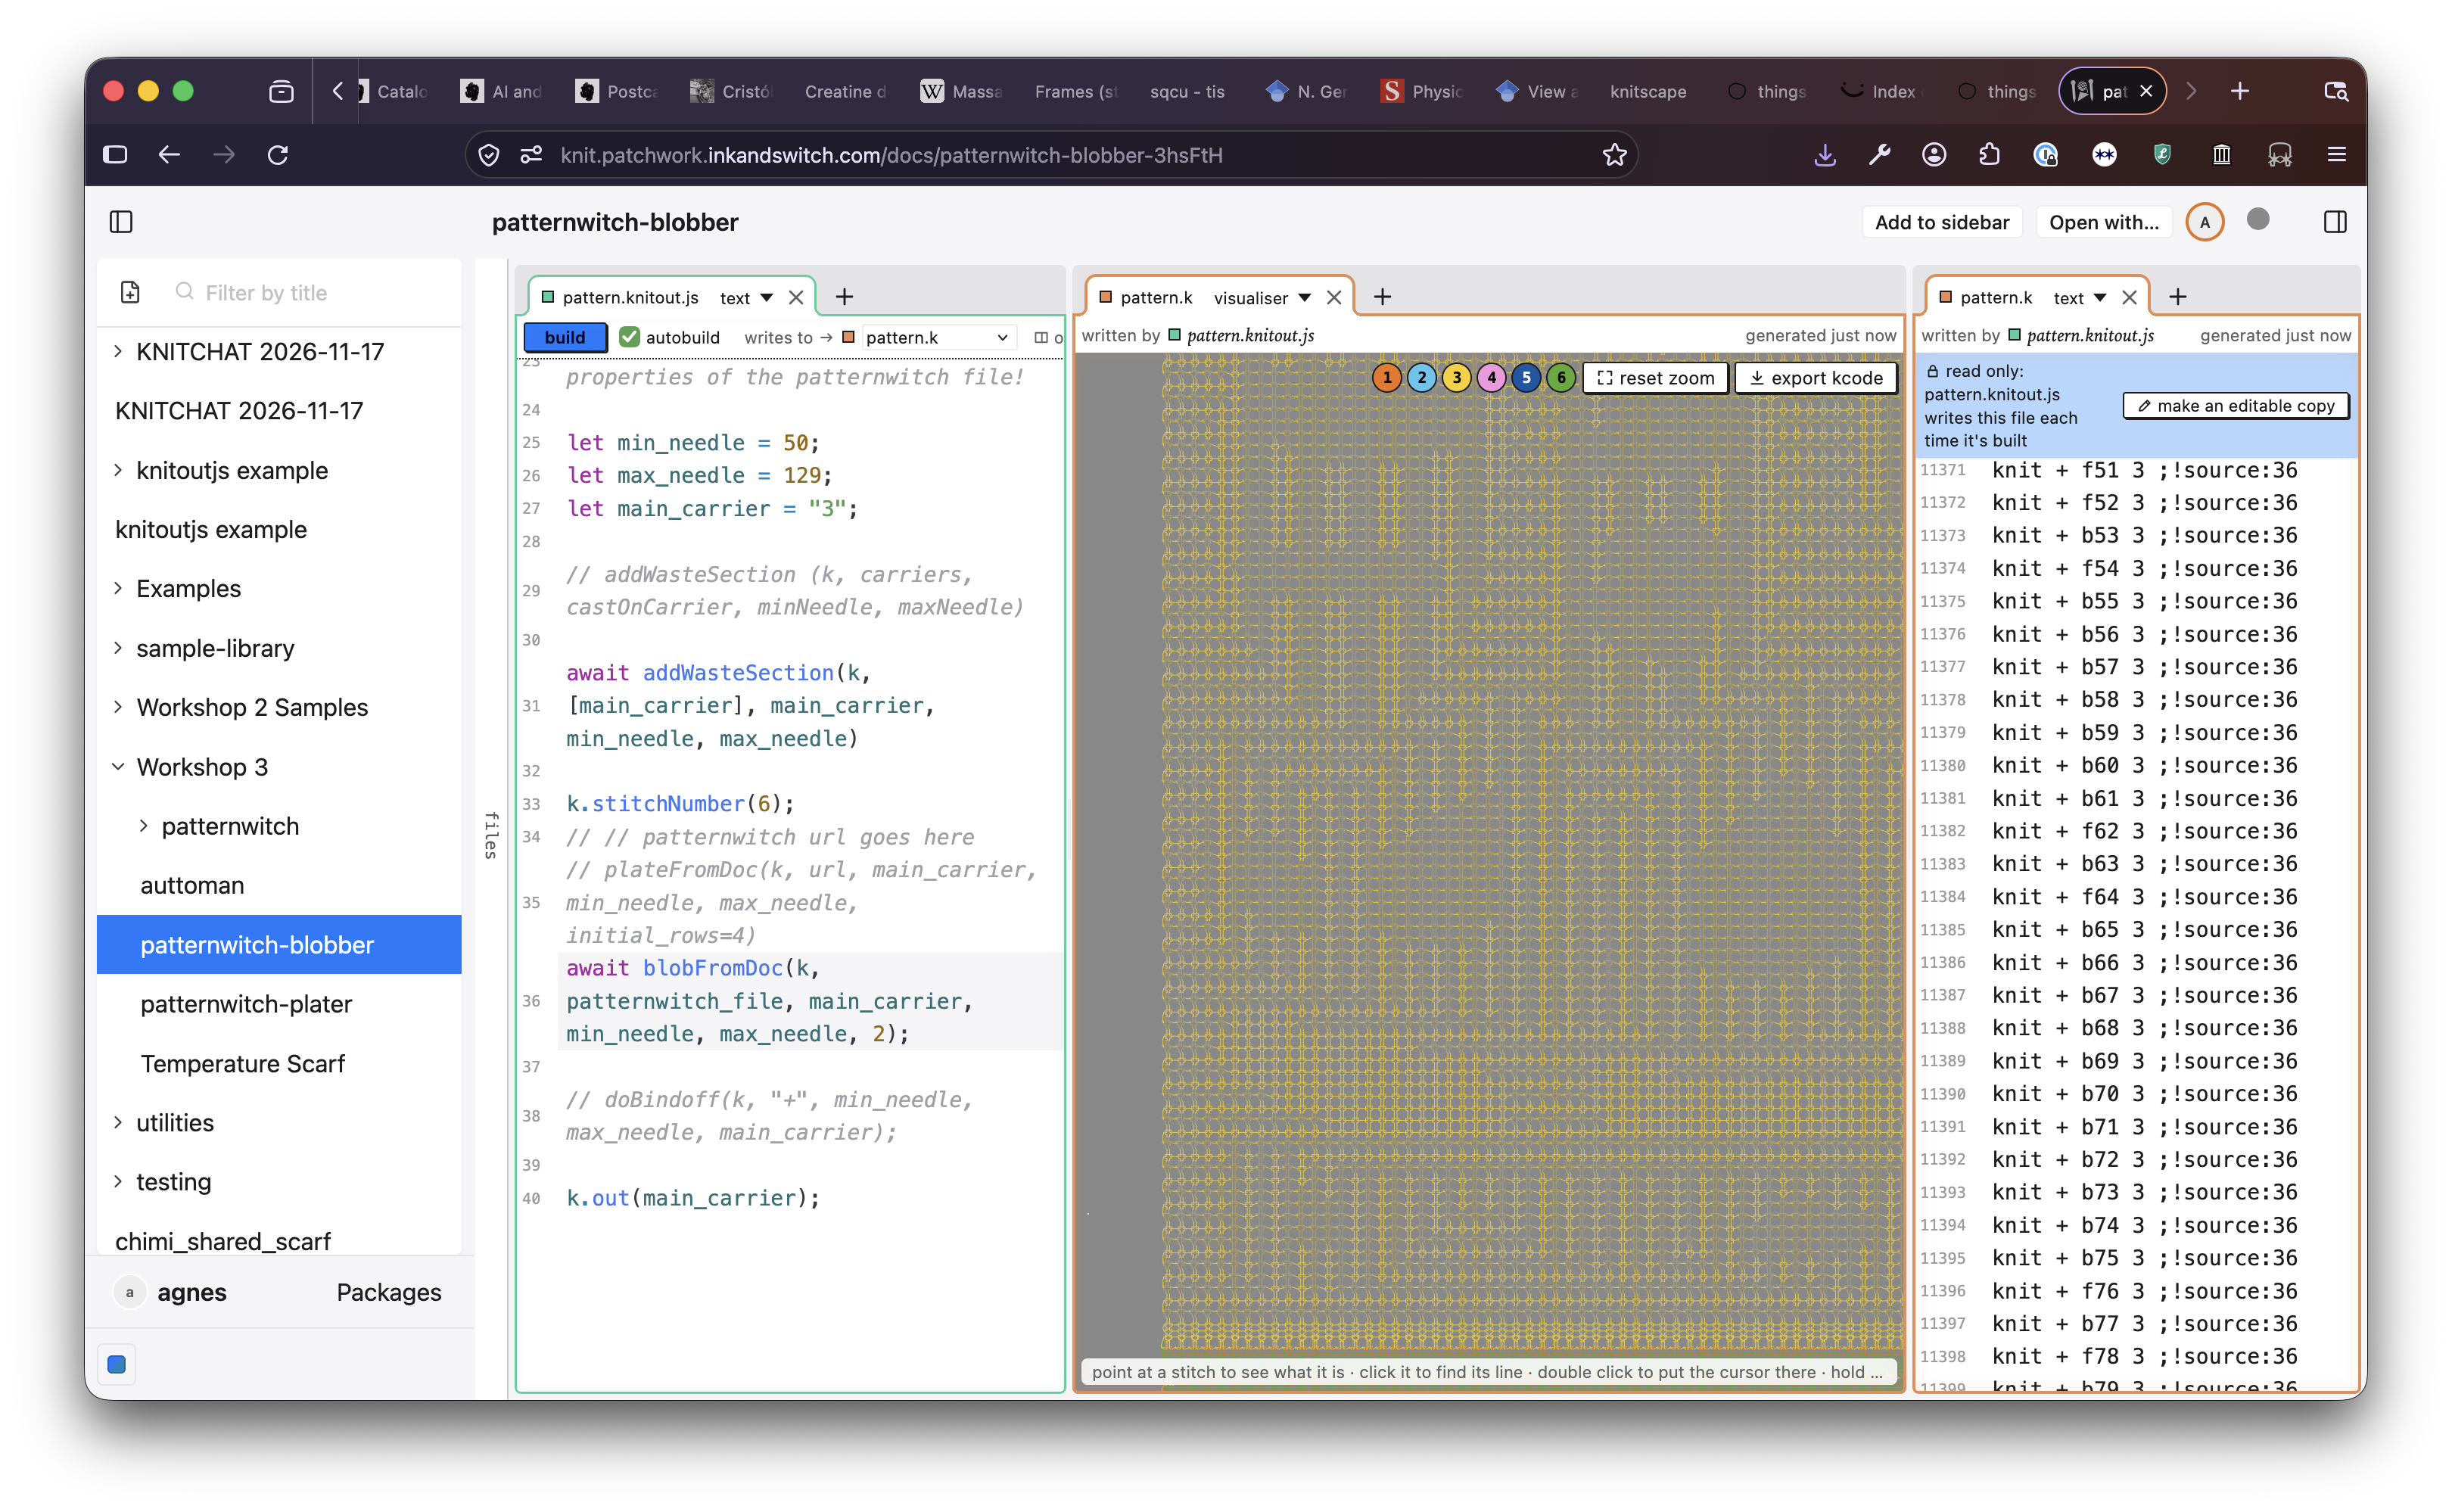 Catalo
AI and
Postca
Cristó
Creatine d
Massa
Frames (st
sqcu - tis
N. Ger
Physic
View a
knitscape
things
Index
things
pat
knit.patchwork.inkandswitch.com/docs/patternwitch-blobber-3hsFtH
patternwitch-blobber
Add to sidebar
Open with...
A
Filter by title
KNITCHAT 2026-11-17
KNITCHAT 2026-11-17
knitoutjs example
knitoutjs example
Examples
sample-library
Workshop 2 Samples
Workshop 3
patternwitch
auttoman
patternwitch-blobber
patternwitch-plater
Temperature Scarf
utilities
testing
chimi_shared_scarf
a agnes Packages
files
pattern.knitout.js text
build autobuild writes to → pattern.k
23
properties of the patternwitch file!
24
25 let min_needle = 50;
26 let max_needle = 129;
27 let main_carrier = "3";
28
// addWasteSection (k, carriers,
29
castOnCarrier, minNeedle, maxNeedle)
30
await addWasteSection(k,
31 [main_carrier], main_carrier,
min_needle, max_needle)
32
33 k.stitchNumber(6);
34 // // patternwitch url goes here
// plateFromDoc(k, url, main_carrier,
35 min_needle, max_needle,
initial_rows=4)
await blobFromDoc(k,
36 patternwitch_file, main_carrier,
min_needle, max_needle, 2);
37
// doBindoff(k, "+", min_needle,
38
max_needle, main_carrier);
39
40 k.out(main_carrier);
pattern.k visualiser
written by pattern.knitout.js generated just now
1 2 3 4 5 6 reset zoom export kcode
point at a stitch to see what it is · click it to find its line · double click to put the cursor there · hold ...
pattern.k text
written by pattern.knitout.js generated just now
read only:
pattern.knitout.js
writes this file each
time it's built
make an editable copy
11371 knit + f51 3 ;!source:36
11372 knit + f52 3 ;!source:36
11373 knit + b53 3 ;!source:36
11374 knit + f54 3 ;!source:36
11375 knit + b55 3 ;!source:36
11376 knit + b56 3 ;!source:36
11377 knit + b57 3 ;!source:36
11378 knit + b58 3 ;!source:36
11379 knit + b59 3 ;!source:36
11380 knit + b60 3 ;!source:36
11381 knit + b61 3 ;!source:36
11382 knit + f62 3 ;!source:36
11383 knit + b63 3 ;!source:36
11384 knit + f64 3 ;!source:36
11385 knit + b65 3 ;!source:36
11386 knit + b66 3 ;!source:36
11387 knit + b67 3 ;!source:36
11388 knit + b68 3 ;!source:36
11389 knit + b69 3 ;!source:36
11390 knit + b70 3 ;!source:36
11391 knit + b71 3 ;!source:36
11392 knit + b72 3 ;!source:36
11393 knit + b73 3 ;!source:36
11394 knit + b74 3 ;!source:36
11395 knit + b75 3 ;!source:36
11396 knit + f76 3 ;!source:36
11397 knit + b77 3 ;!source:36
11398 knit + f78 3 ;!source:36
11399 knit + b79 3 ;!source:36